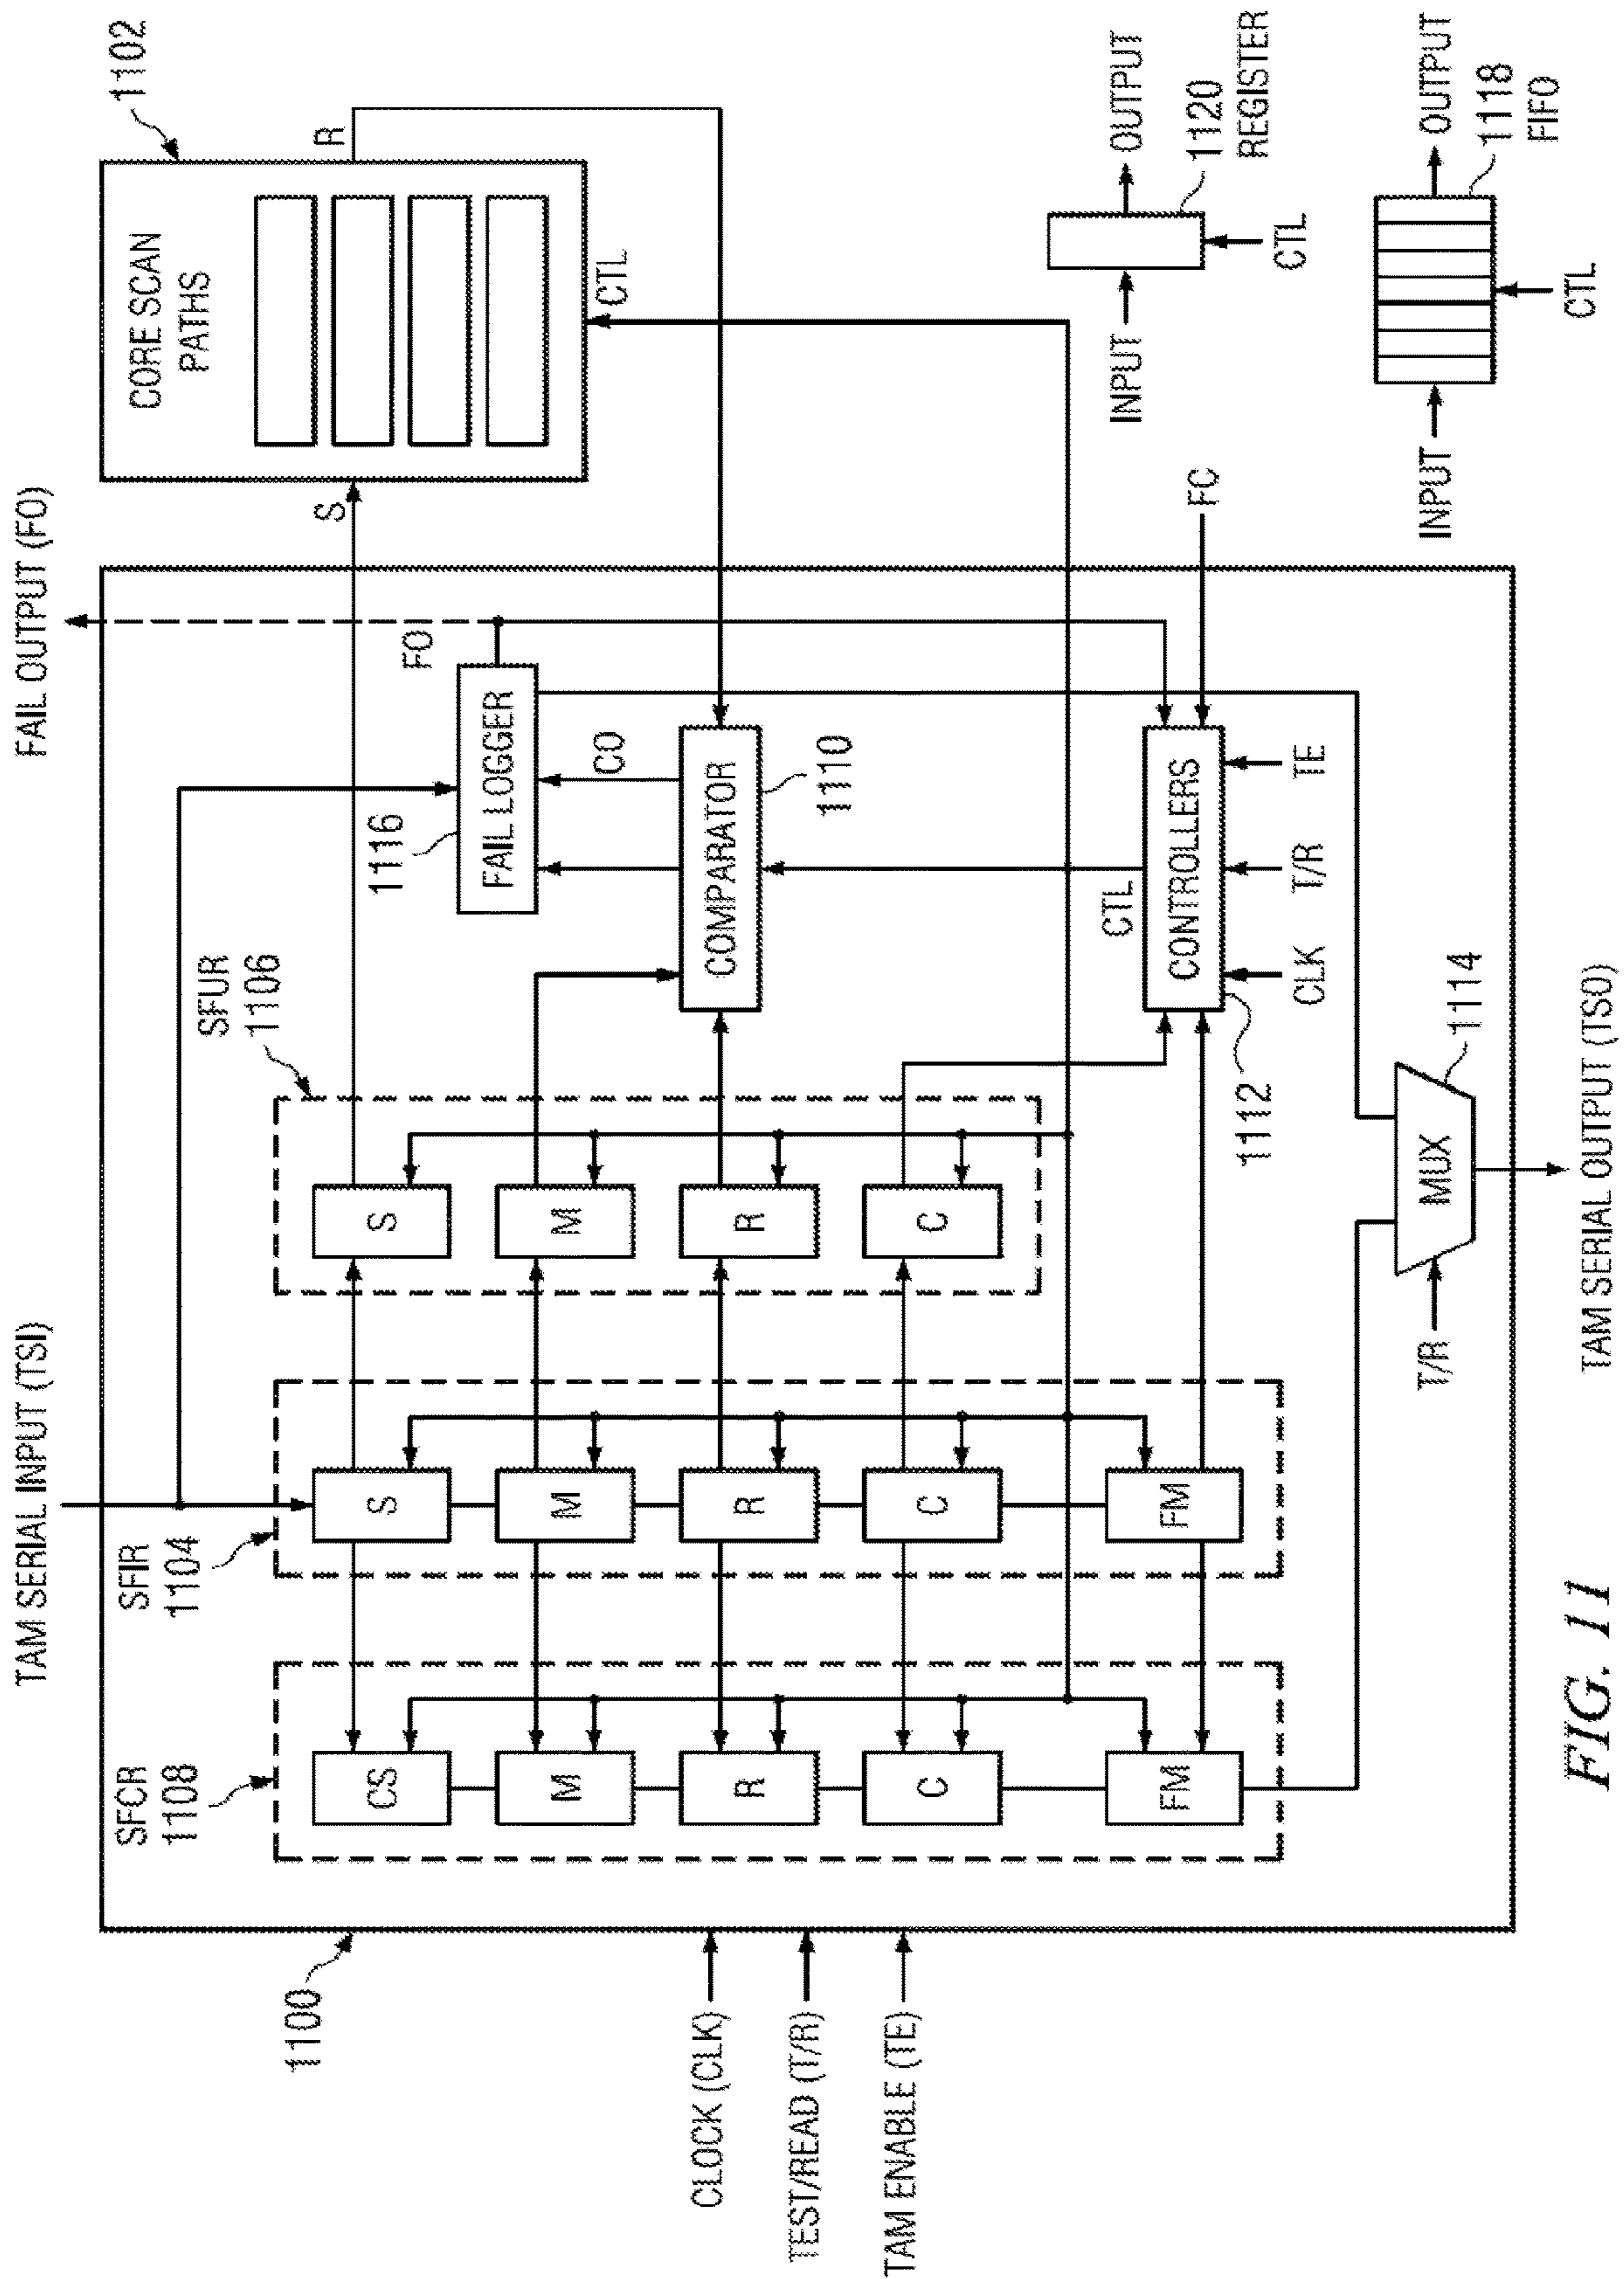 TAM SERIAL INPUT (TSI)
FAIL OUTPUT (FO)
1100
1102
CORE SCAN
PATHS
S
R
CTL
SFCR
1108
SFIR
1104
SFUR
1106
1116
FAIL LOGGER
FO
CS
S
S
M
M
M
CO
R
R
R
COMPARATOR
1110
C
C
C
CTL
FM
FM
CONTROLLERS
1112
FC
CLK
T/R
TE
CLOCK (CLK)
TEST/READ (T/R)
TAM ENABLE (TE)
T/R
MUX
1114
TAM SERIAL OUTPUT (TSO)
INPUT
OUTPUT
1120
REGISTER
CTL
INPUT
OUTPUT
1118
FIFO
CTL
FIG. 11